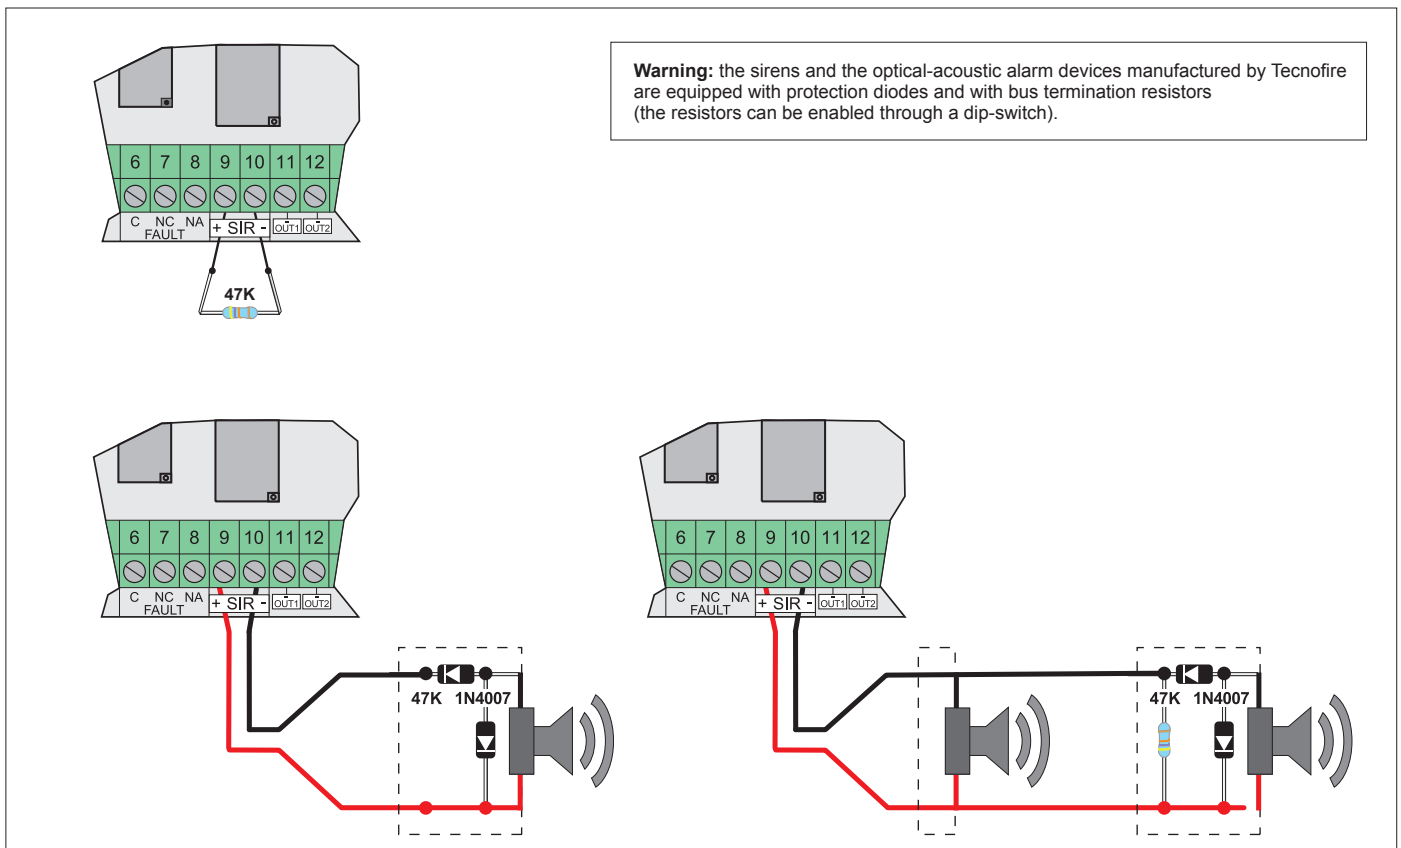 Warning: the sirens and the optical-acoustic alarm devices manufactured by Tecnofire
are equipped with protection diodes and with bus termination resistors
(the resistors can be enabled through a dip-switch).
6 7 8 9 10 11 12
C NC NA + SIR - OUT1 OUT2
FAULT
47K
6 7 8 9 10 11 12
C NC NA + SIR - OUT1 OUT2
FAULT
47K 1N4007
6 7 8 9 10 11 12
C NC NA + SIR - OUT1 OUT2
FAULT
47K 1N4007